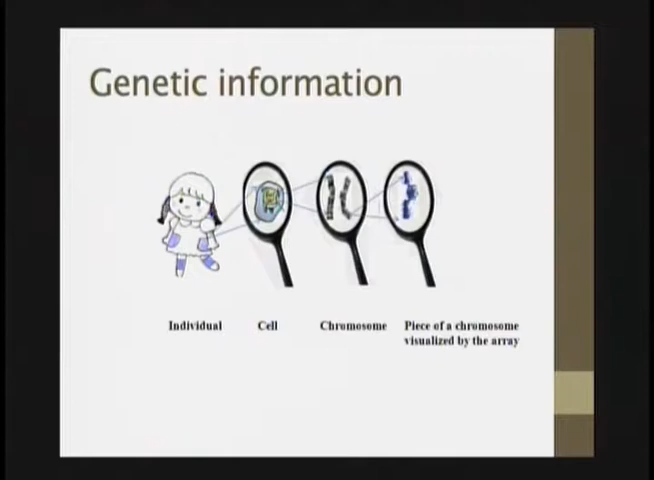 Genetic information
Individual
Cell
Chromosome
Piece of a chromosome
visualized by the array